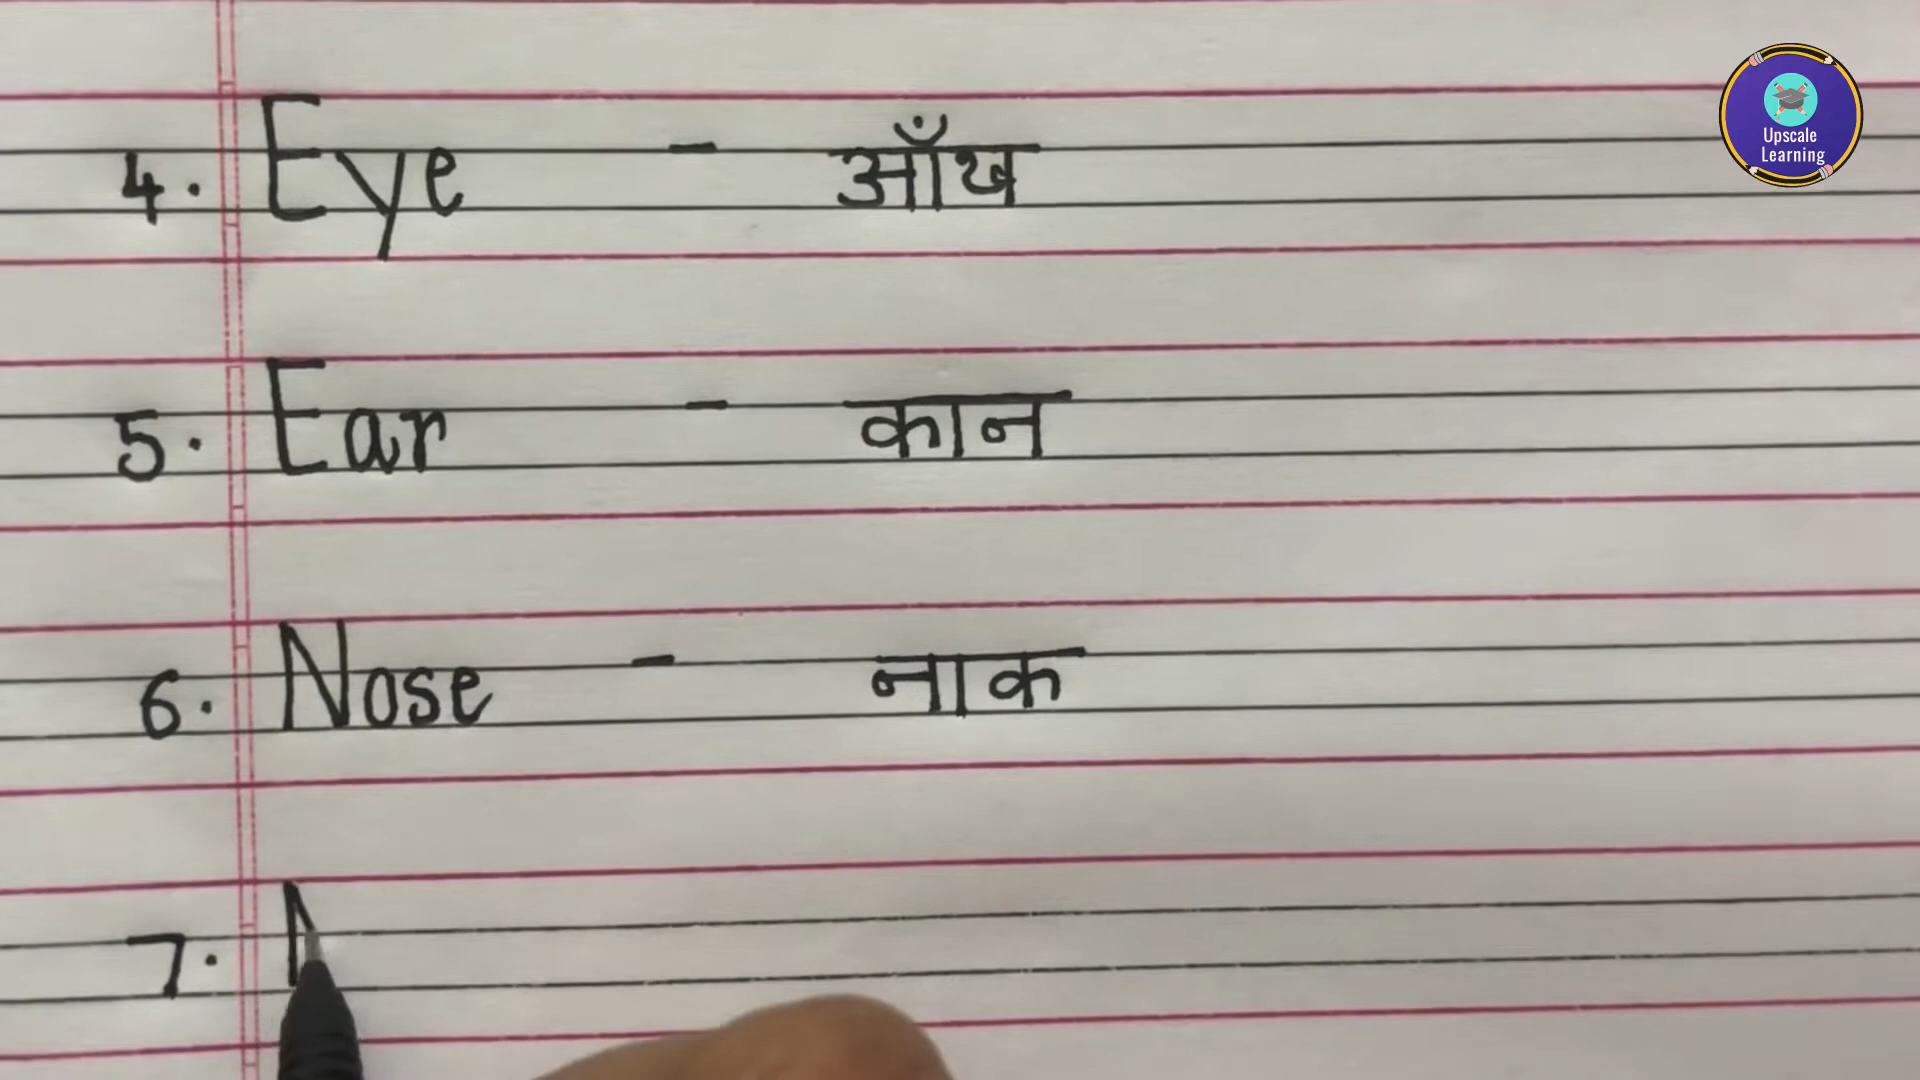 4. Eye - आँख
5. Ear - कान
6. Nose - नाक
7.
Upscale
Learning